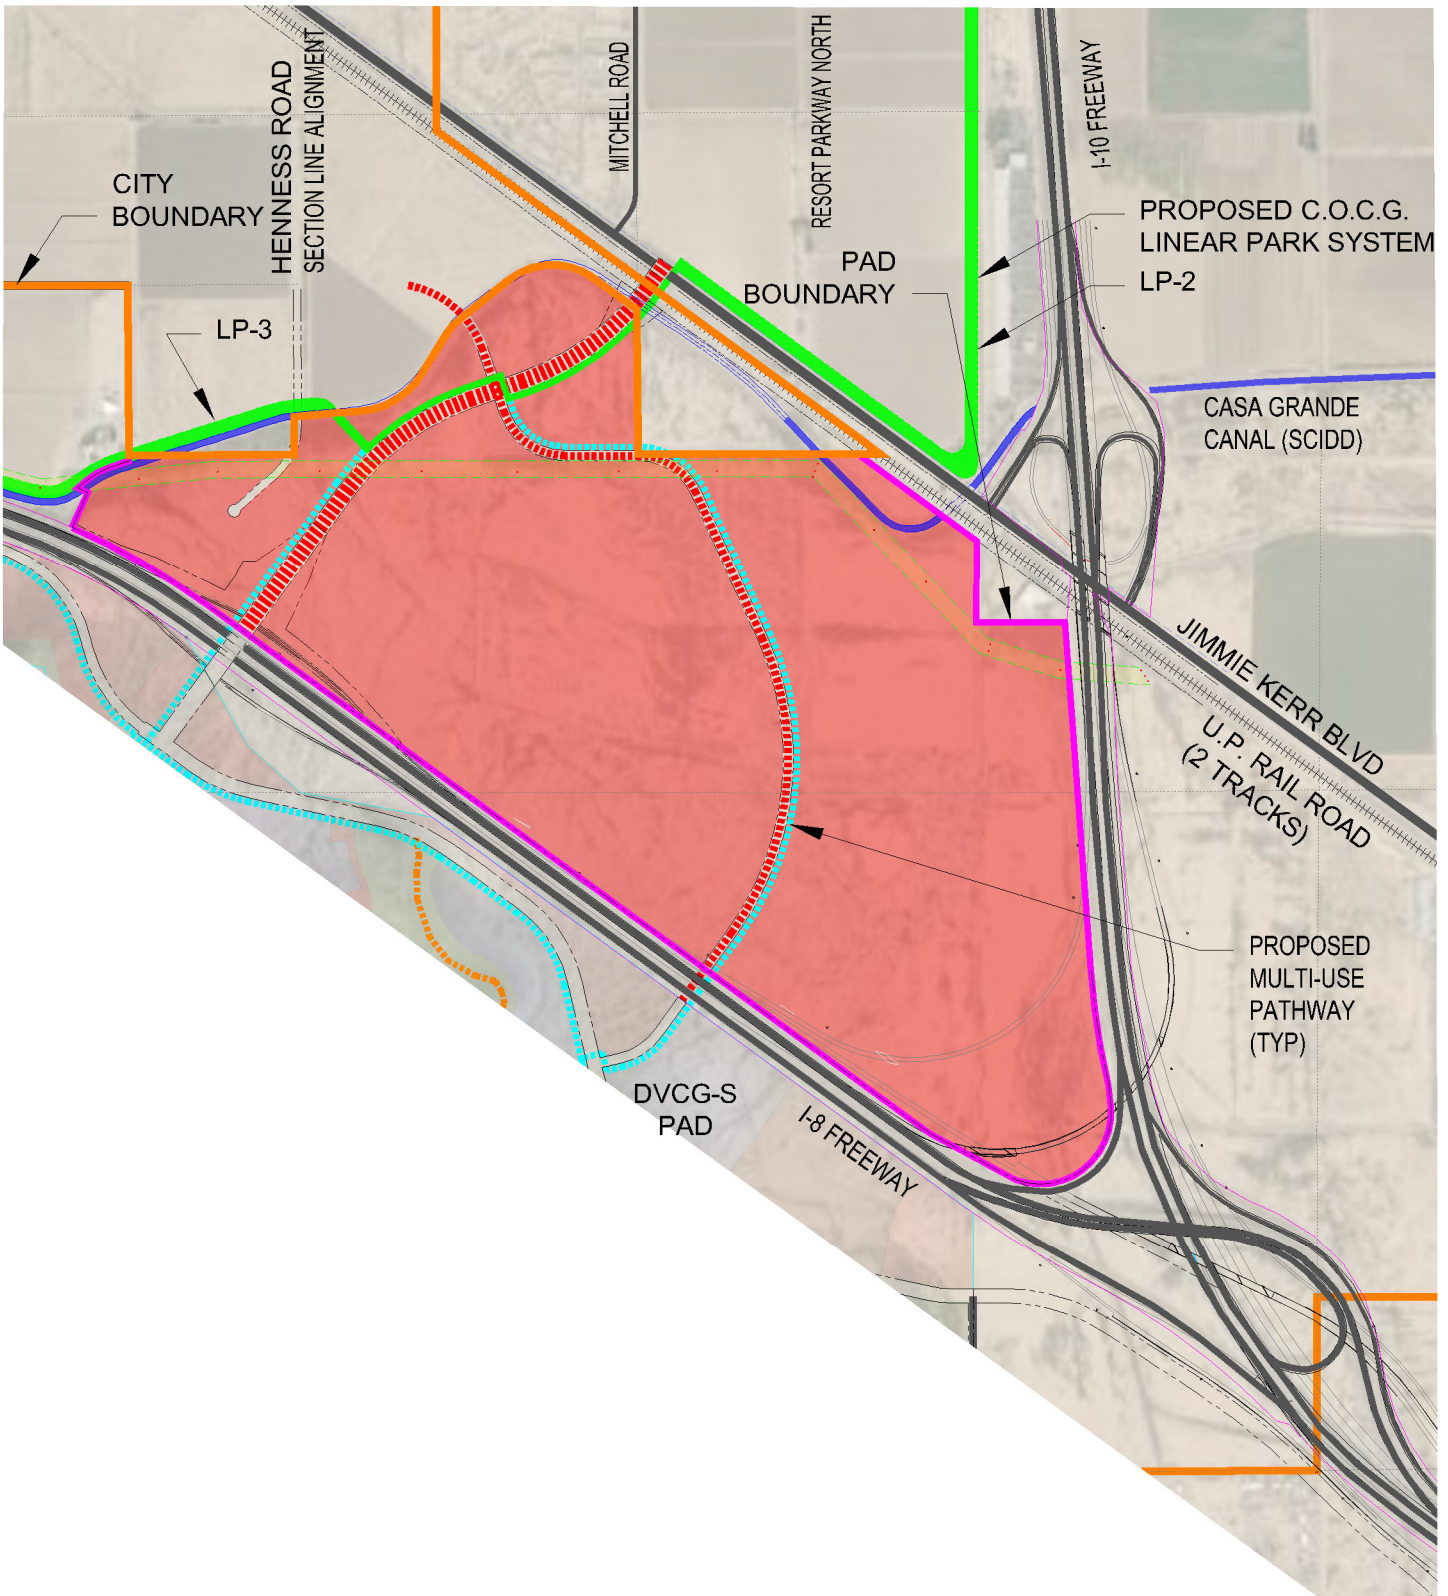 HENNESS ROAD
SECTION LINE ALIGNMENT
MITCHELL ROAD
RESORT PARKWAY NORTH
I-10 FREEWAY
CITY
BOUNDARY
PROPOSED C.O.C.G.
LINEAR PARK SYSTEM
LP-2
PAD
BOUNDARY
LP-3
CASA GRANDE
CANAL (SCIDD)
JIMMIE KERR BLVD
U.P. RAIL ROAD
(2 TRACKS)
PROPOSED
MULTI-USE
PATHWAY
(TYP)
DVCG-S
PAD
I-8 FREEWAY